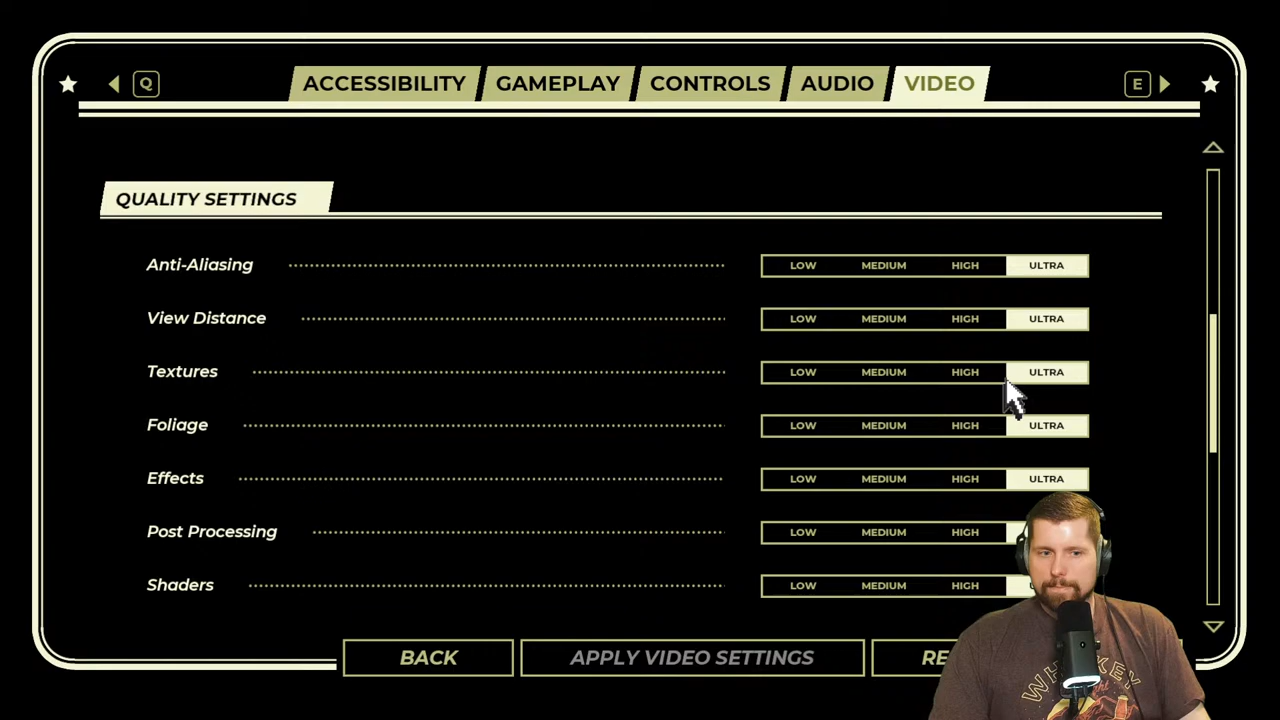 Q ACCESSIBILITY GAMEPLAY CONTROLS AUDIO VIDEO E
QUALITY SETTINGS
Anti-Aliasing LOW MEDIUM HIGH ULTRA
View Distance LOW MEDIUM HIGH ULTRA
Textures LOW MEDIUM HIGH ULTRA
Foliage LOW MEDIUM HIGH ULTRA
Effects LOW MEDIUM HIGH ULTRA
Post Processing LOW MEDIUM HIGH
Shaders LOW MEDIUM HIGH
BACK APPLY VIDEO SETTINGS RE